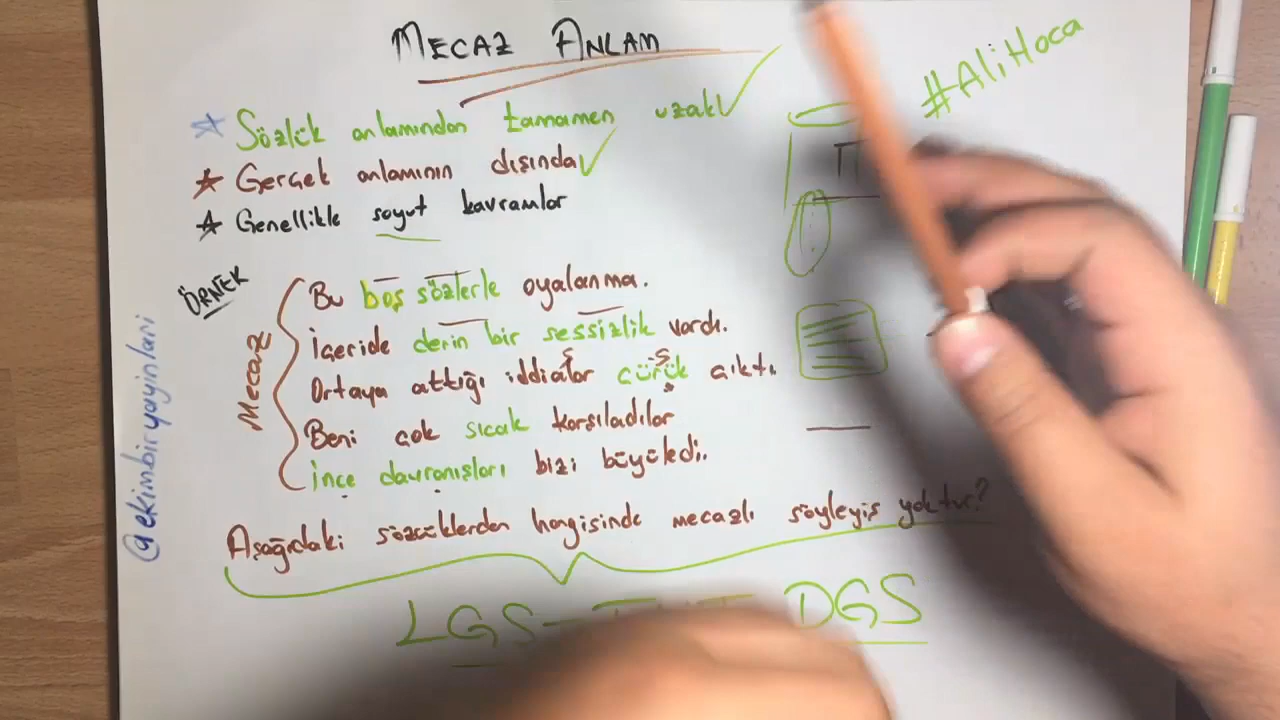 MECAZ ANLAM
#AliHoca
Sözlük anlamından tamamen uzak
Gerçek anlamının dışında
Genellikle soyut kavramlar
ÖRNEK
Mecaz
Bu boş sözlerle oyalanma.
İçeride derin bir sessizlik vardı.
Ortaya attığı iddialar çürük çıktı.
Beni çok sıcak karşıladılar
İnce davranışları bizi büyüledi.
@ekimbiryayinlari
Aşağıdaki sözcüklerden hangisinde mecazlı söyleyiş yoktur?
LGS - DGS